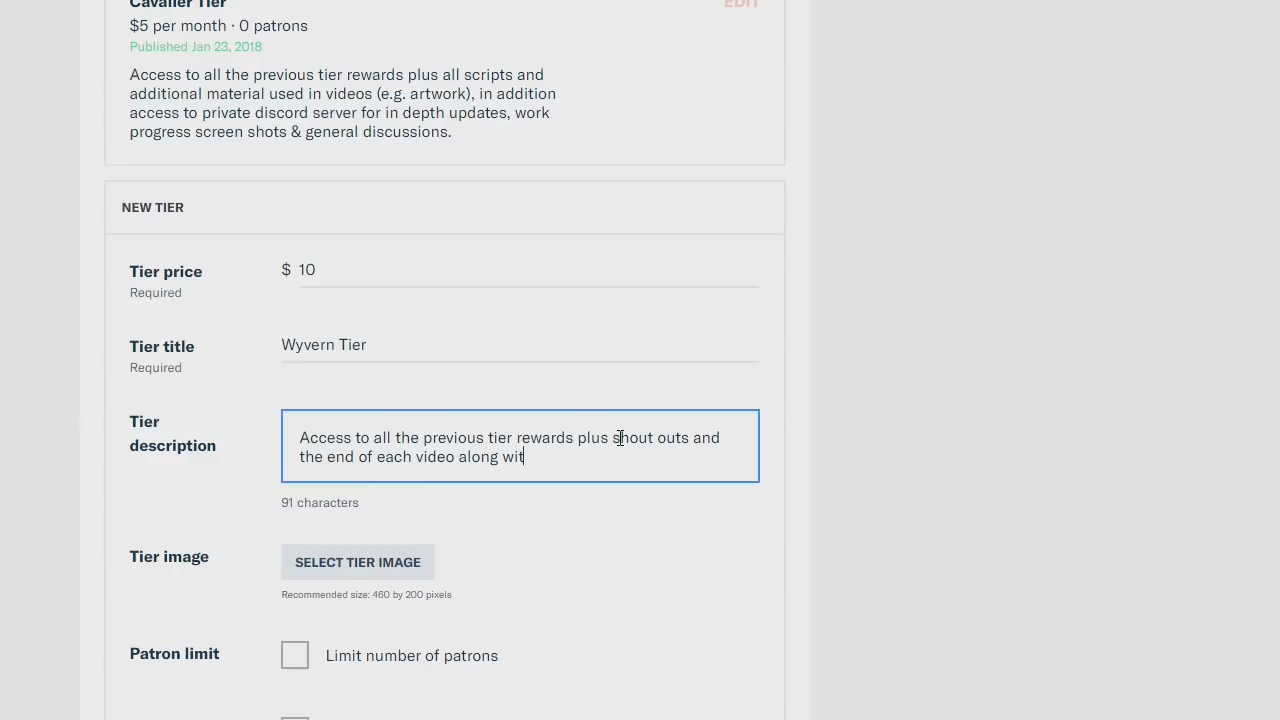 Cavalier Tier
EDIT
$5 per month · 0 patrons
Published Jan 23, 2018
Access to all the previous tier rewards plus all scripts and
additional material used in videos (e.g. artwork), in addition
access to private discord server for in depth updates, work
progress screen shots & general discussions.
NEW TIER
Tier price
Required
$ 10
Tier title
Required
Wyvern Tier
Tier
description
Access to all the previous tier rewards plus shout outs and
the end of each video along wit
91 characters
Tier image
SELECT TIER IMAGE
Recommended size: 460 by 200 pixels
Patron limit
Limit number of patrons